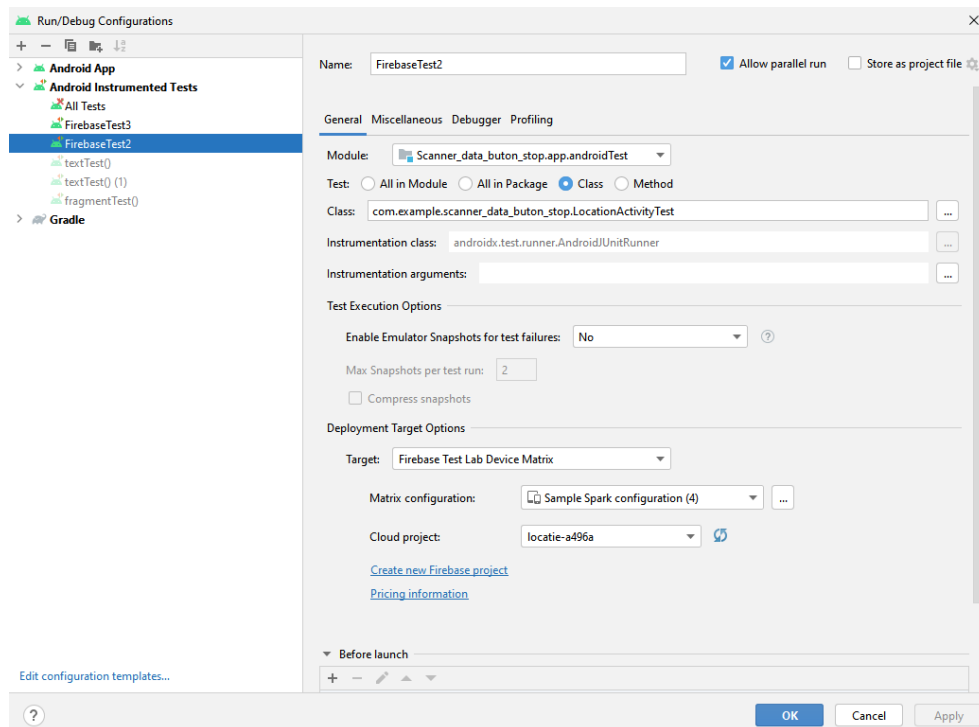 Run/Debug Configurations
Name: FirebaseTest2
Allow parallel run
Store as project file
Android App
Android Instrumented Tests
All Tests
FirebaseTest3
FirebaseTest2
textTest()
textTest() (1)
fragmentTest()
Gradle
General Miscellaneous Debugger Profiling
Module: Scanner_data_buton_stop.app.androidTest
Test: All in Module All in Package Class Method
Class: com.example.scanner_data_buton_stop.LocationActivityTest ...
Instrumentation class: androidx.test.runner.AndroidJUnitRunner ...
Instrumentation arguments: ...
Test Execution Options
Enable Emulator Snapshots for test failures: No ?
Max Snapshots per test run: 2
Compress snapshots
Deployment Target Options
Target: Firebase Test Lab Device Matrix
Matrix configuration: Sample Spark configuration (4) ...
Cloud project: locatie-a496a
Create new Firebase project
Pricing information
Before launch
Edit configuration templates...
? OK Cancel Apply